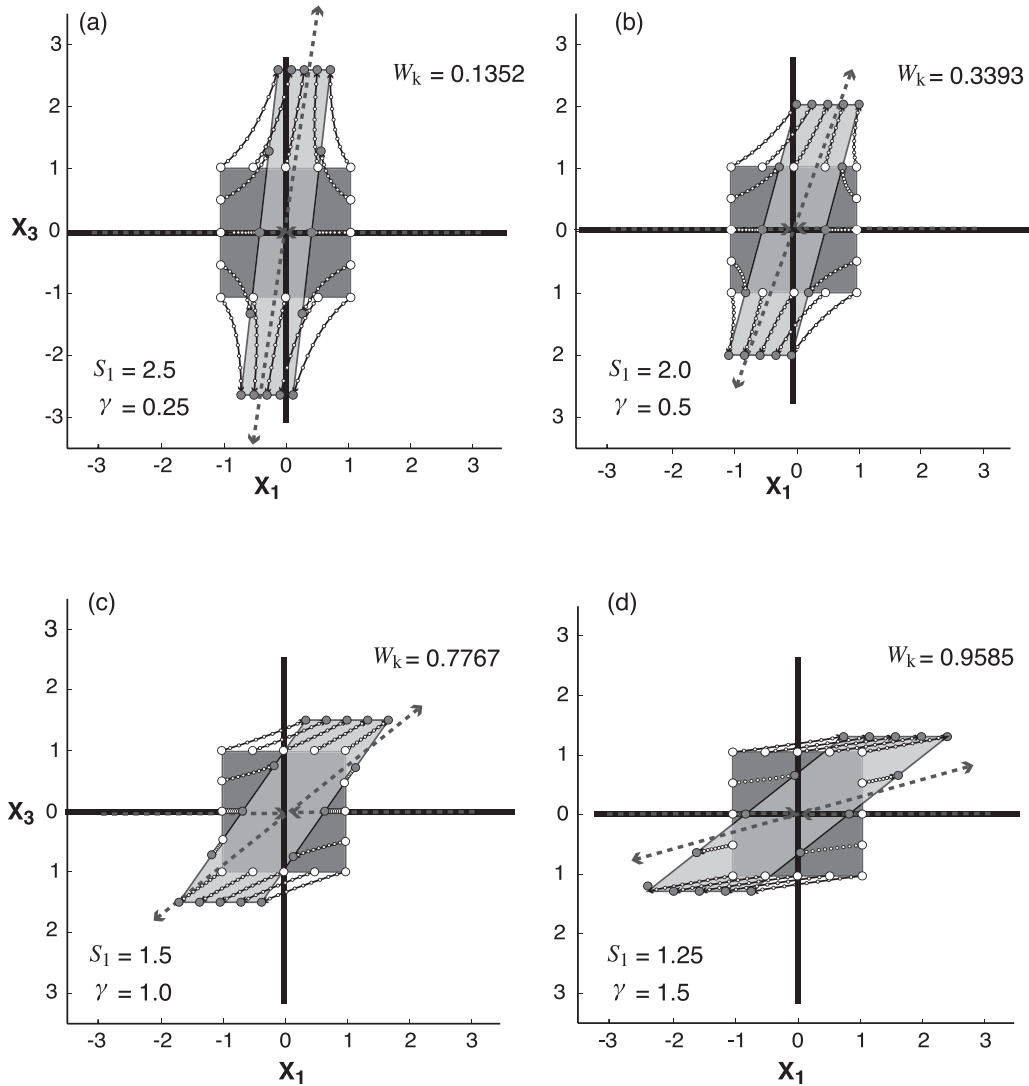 (a)
W_k = 0.1352
3
2
1
0
-1
-2
-3
X_3
S_1 = 2.5
γ = 0.25
-3 -2 -1 0 1 2 3
X_1
(b)
W_k = 0.3393
3
2
1
0
1
2
3
S_1 = 2.0
γ = 0.5
-3 -2 -1 0 1 2 3
X_1
(c)
W_k = 0.7767
3
2
1
0
1
2
3
X_3
S_1 = 1.5
γ = 1.0
-3 -2 -1 0 1 2 3
X_1
(d)
W_k = 0.9585
3
2
1
0
1
2
3
S_1 = 1.25
γ = 1.5
-3 -2 -1 0 1 2 3
X_1